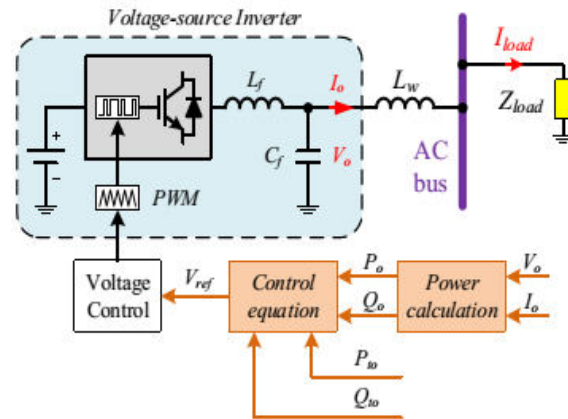 Voltage-source Inverter
I_load
L_f
I_o
L_w
Z_load
+
-
C_f
V_o
AC
bus
PWM
Voltage
Control
V_ref
Control
equation
P_o
Q_o
Power
calculation
V_o
I_o
P_to
Q_to